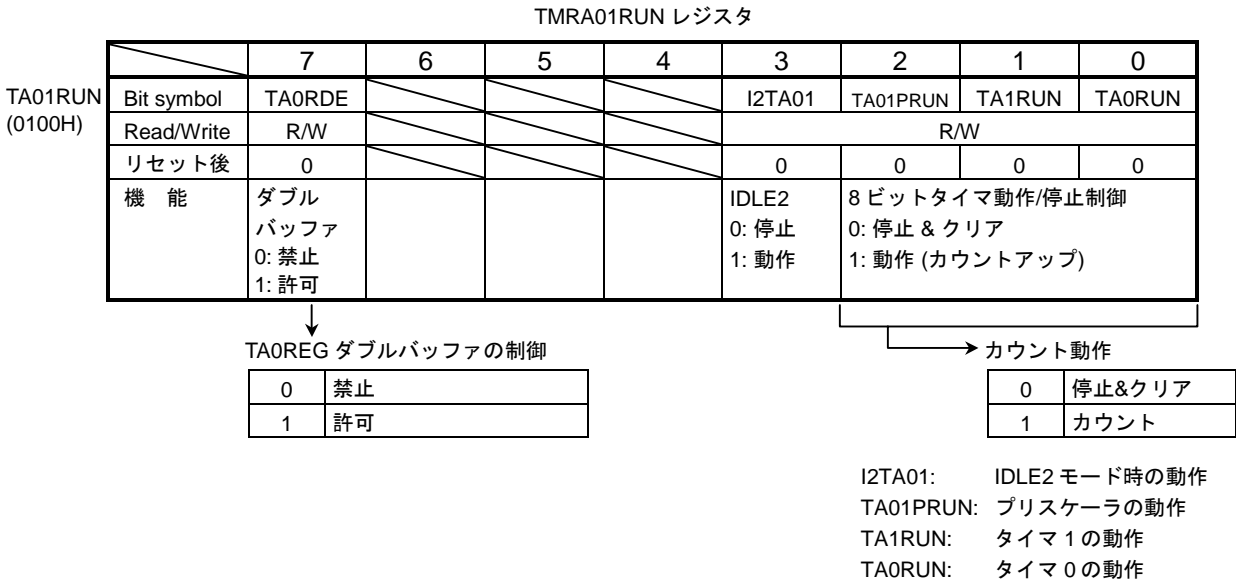 TMRA01RUN レジスタ
7 6 5 4 3 2 1 0
TA01RUN (0100H)
Bit symbol TA0RDE I2TA01 TA01PRUN TA1RUN TA0RUN
Read/Write R/W R/W
リセット後 0 0 0 0 0
機 能 ダブル バッファ 0: 禁止 1: 許可
IDLE2 0: 停止 1: 動作
8 ビットタイマ動作/停止制御
0: 停止 & クリア
1: 動作 (カウントアップ)
TA0REG ダブルバッファの制御
0 禁止
1 許可
カウント動作
0 停止&クリア
1 カウント
I2TA01: IDLE2 モード時の動作
TA01PRUN: プリスケーラの動作
TA1RUN: タイマ 1 の動作
TA0RUN: タイマ 0 の動作